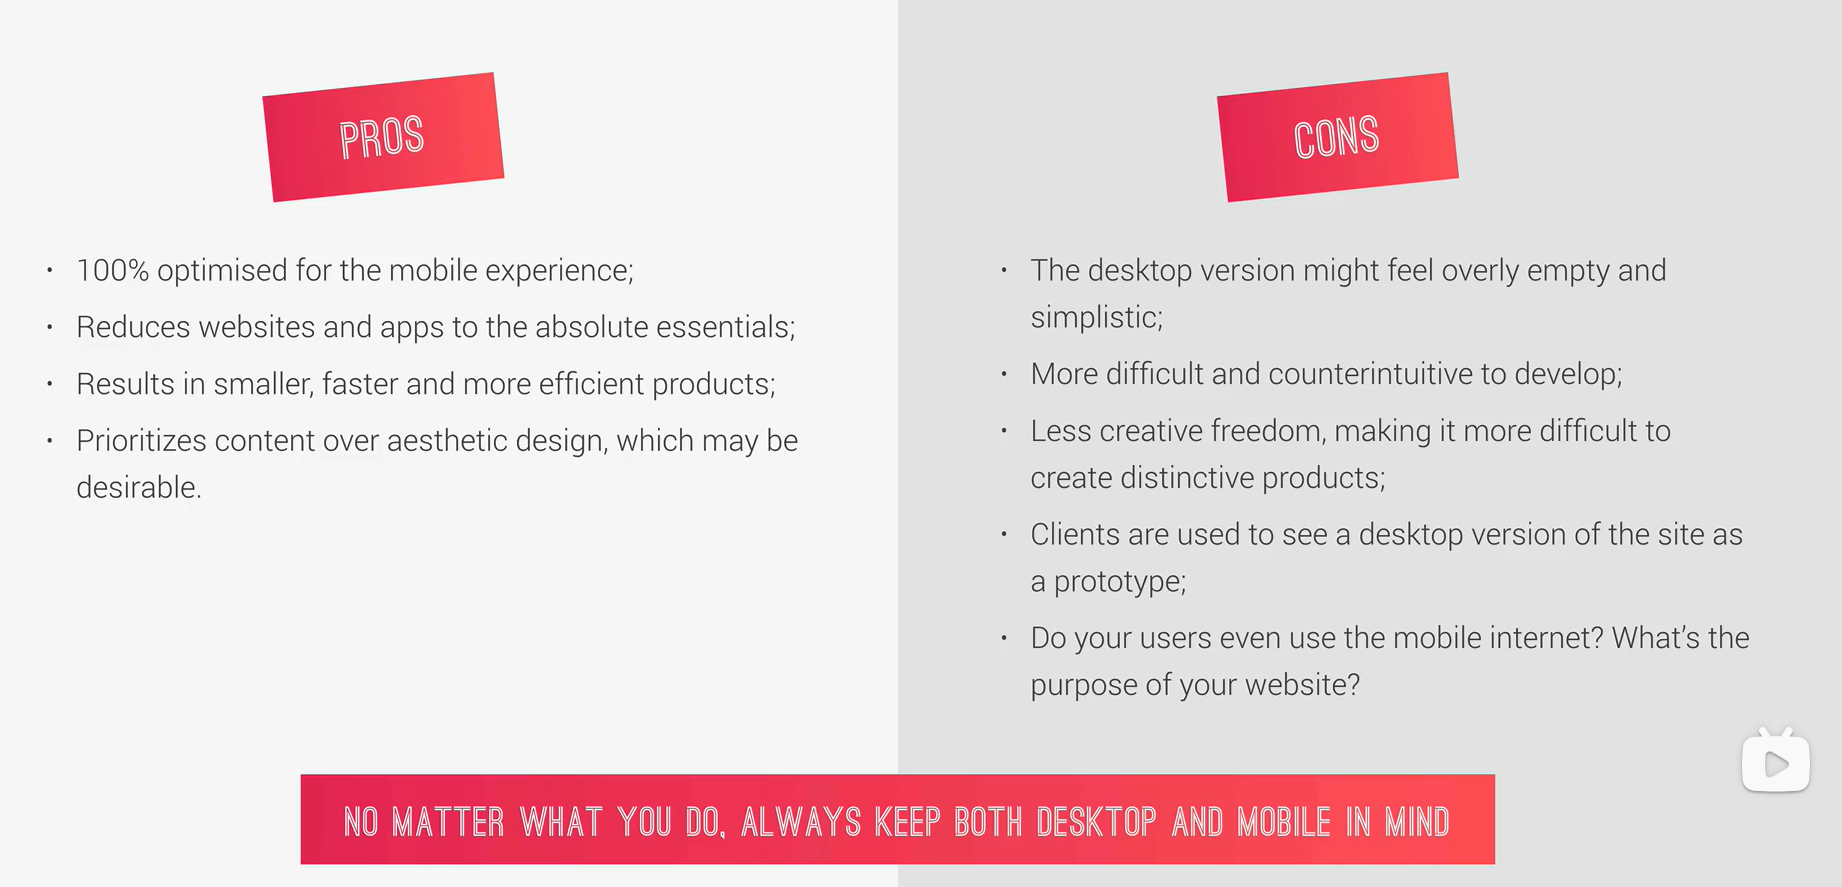 PROS
• 100% optimised for the mobile experience;
• Reduces websites and apps to the absolute essentials;
• Results in smaller, faster and more efficient products;
• Prioritizes content over aesthetic design, which may be
desirable.
CONS
• The desktop version might feel overly empty and
simplistic;
• More difficult and counterintuitive to develop;
• Less creative freedom, making it more difficult to
create distinctive products;
• Clients are used to see a desktop version of the site as
a prototype;
• Do your users even use the mobile internet? What’s the
purpose of your website?
NO MATTER WHAT YOU DO, ALWAYS KEEP BOTH DESKTOP AND MOBILE IN MIND